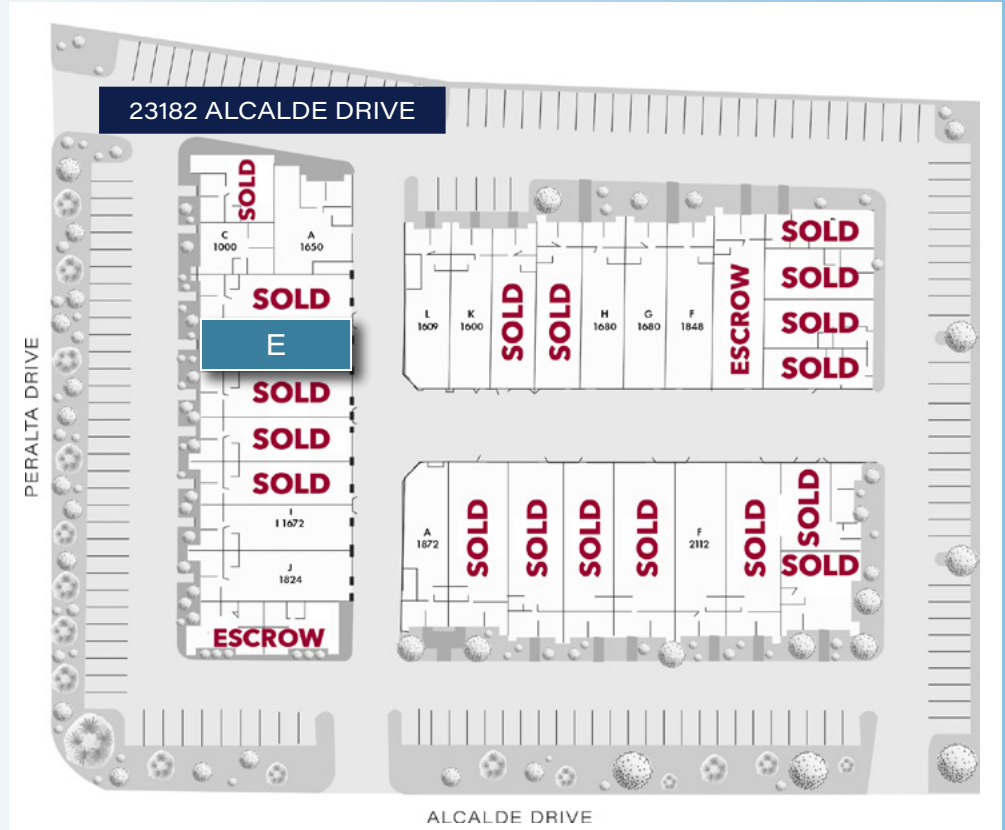 23182 ALCALDE DRIVE
SOLD
C
1000
A
1650
SOLD
E
SOLD
SOLD
SOLD
I
I 1672
J
1824
ESCROW
L
1609
K
1600
SOLD
SOLD
H
1680
G
1680
F
1848
ESCROW
SOLD
SOLD
SOLD
SOLD
A
1872
SOLD
SOLD
SOLD
SOLD
F
2112
SOLD
SOLD
SOLD
PERALTA DRIVE
ALCALDE DRIVE